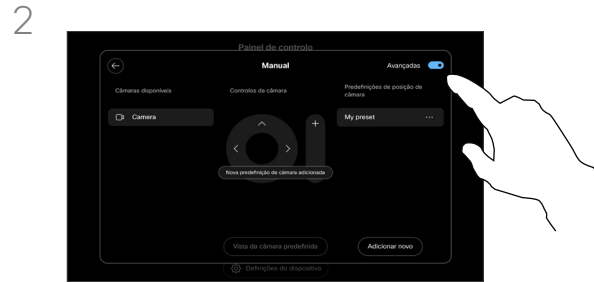 2
Painel de controlo
Manual
Avançadas
Câmaras disponíveis
Controlos da câmara
Predefinições de posição de
câmara
Camera
My preset
Nova predefinição de câmara adicionada
Vista da câmara predefinida
Adicionar novo
Definições do dispositivo